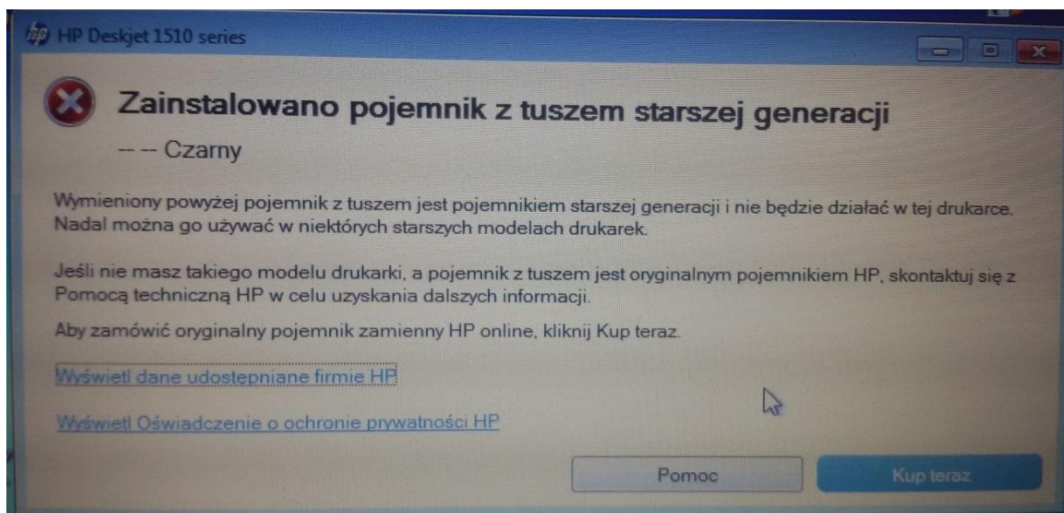 hp HP Deskjet 1510 series
Zainstalowano pojemnik z tuszem starszej generacji
-- -- Czarny
Wymieniony powyżej pojemnik z tuszem jest pojemnikiem starszej generacji i nie będzie działać w tej drukarce.
Nadal można go używać w niektórych starszych modelach drukarek.
Jeśli nie masz takiego modelu drukarki, a pojemnik z tuszem jest oryginalnym pojemnikiem HP, skontaktuj się z
Pomocą techniczną HP w celu uzyskania dalszych informacji.
Aby zamówić oryginalny pojemnik zamienny HP online, kliknij Kup teraz.
Wyświetl dane udostępniane firmie HP
Wyświetl Oświadczenie o ochronie prywatności HP
Pomoc Kup teraz